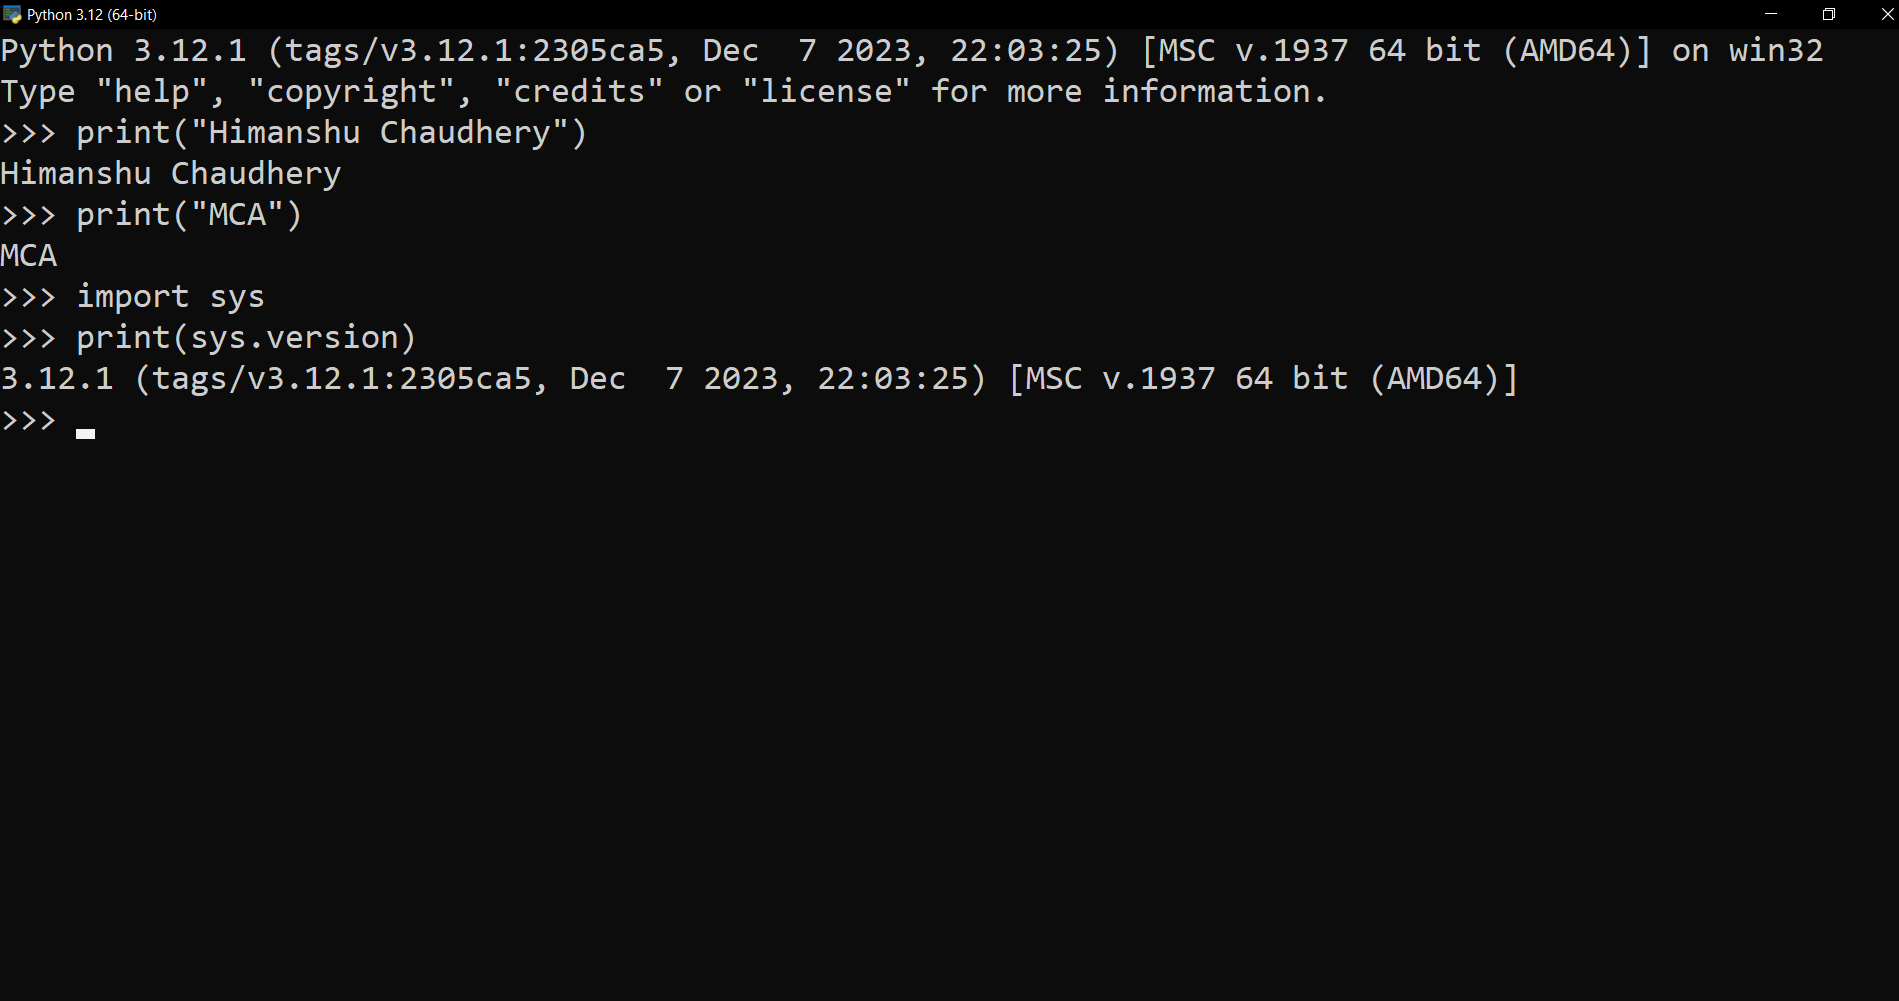 Python 3.12 (64-bit)
Python 3.12.1 (tags/v3.12.1:2305ca5, Dec  7 2023, 22:03:25) [MSC v.1937 64 bit (AMD64)] on win32
Type "help", "copyright", "credits" or "license" for more information.
>>> print("Himanshu Chaudhery")
Himanshu Chaudhery
>>> print("MCA")
MCA
>>> import sys
>>> print(sys.version)
3.12.1 (tags/v3.12.1:2305ca5, Dec  7 2023, 22:03:25) [MSC v.1937 64 bit (AMD64)]
>>>